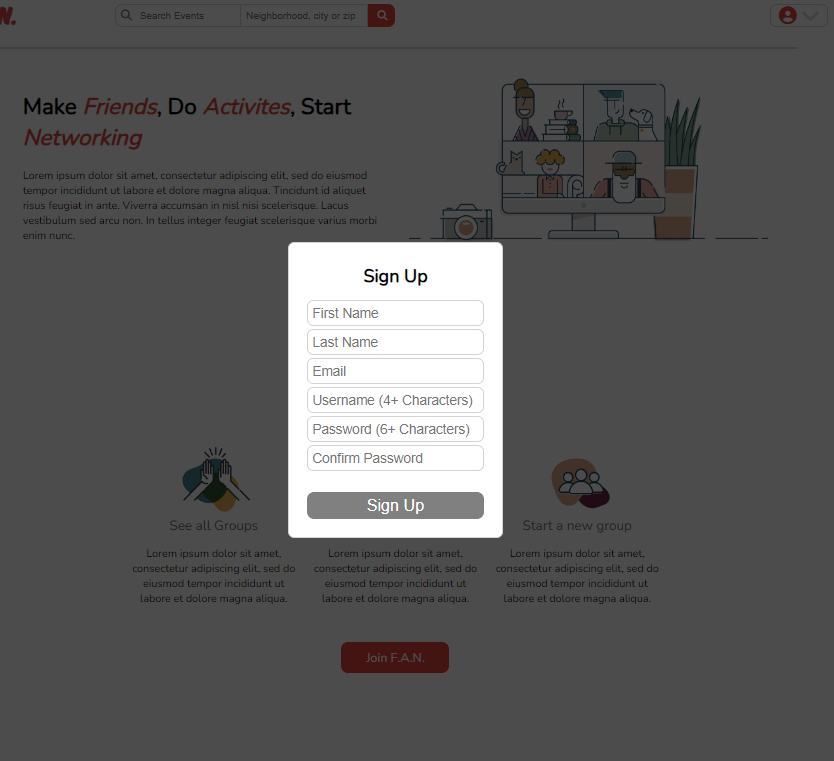 N.
Search Events
Neighborhood, city or zip
Make Friends, Do Activites, Start
Networking
Lorem ipsum dolor sit amet, consectetur adipiscing elit, sed do eiusmod
tempor incididunt ut labore et dolore magna aliqua. Tincidunt id aliquet
risus feugiat in ante. Viverra accumsan in nisl nisi scelerisque. Lacus
vestibulum sed arcu non. In tellus integer feugiat scelerisque varius morbi
enim nunc.
Sign Up
First Name
Last Name
Email
Username (4+ Characters)
Password (6+ Characters)
Confirm Password
Sign Up
See all Groups
Lorem ipsum dolor sit amet,
consectetur adipiscing elit, sed do
eiusmod tempor incididunt ut
labore et dolore magna aliqua.
Lorem ipsum dolor sit amet,
consectetur adipiscing elit, sed do
eiusmod tempor incididunt ut
labore et dolore magna aliqua.
Start a new group
Lorem ipsum dolor sit amet,
consectetur adipiscing elit, sed do
eiusmod tempor incididunt ut
labore et dolore magna aliqua.
Join F.A.N.